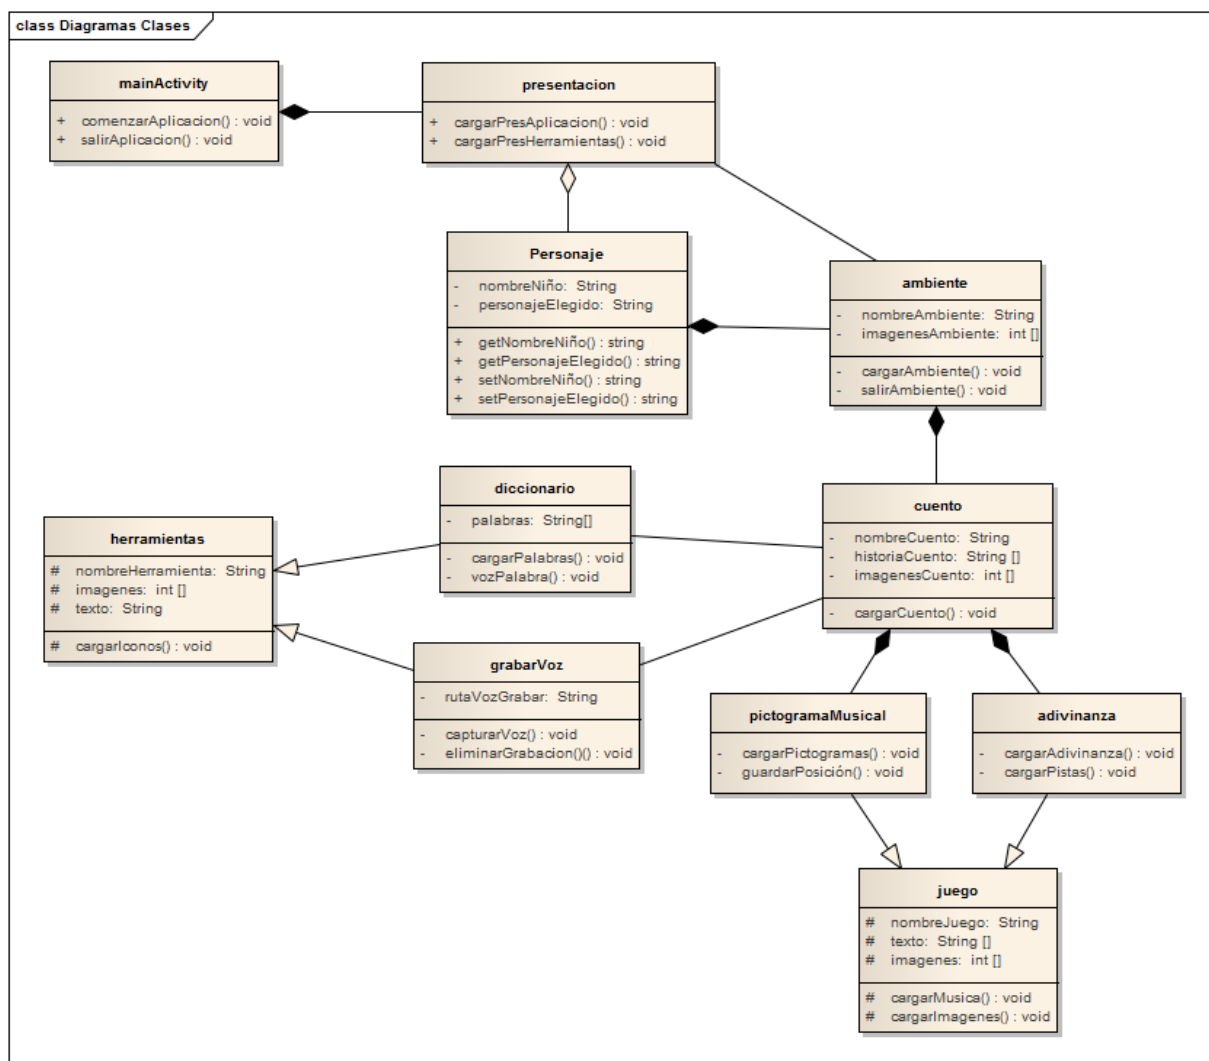 class Diagramas Clases
mainActivity
+ comenzarAplicacion() : void
+ salirAplicacion() : void
presentacion
+ cargarPresAplicacion() : void
+ cargarPresHerramientas() : void
Personaje
- nombreNiño: String
- personajeElegido: String
+ getNombreNiño() : string
+ getPersonajeElegido() : string
+ setNombreNiño() : string
+ setPersonajeElegido() : string
ambiente
- nombreAmbiente: String
- imagenesAmbiente: int []
- cargarAmbiente() : void
- salirAmbiente() : void
diccionario
- palabras: String[]
- cargarPalabras() : void
- vozPalabra() : void
cuento
- nombreCuento: String
- historiaCuento: String []
- imagenesCuento: int []
- cargarCuento() : void
herramientas
# nombreHerramienta: String
# imagenes: int []
# texto: String
# cargarIconos() : void
grabarVoz
- rutaVozGrabar: String
- capturarVoz() : void
- eliminarGrabacion()() : void
pictogramaMusical
- cargarPictogramas() : void
- guardarPosición() : void
adivinanza
- cargarAdivinanza() : void
- cargarPistas() : void
juego
# nombreJuego: String
# texto: String []
# imagenes: int []
# cargarMusica() : void
# cargarImagenes() : void